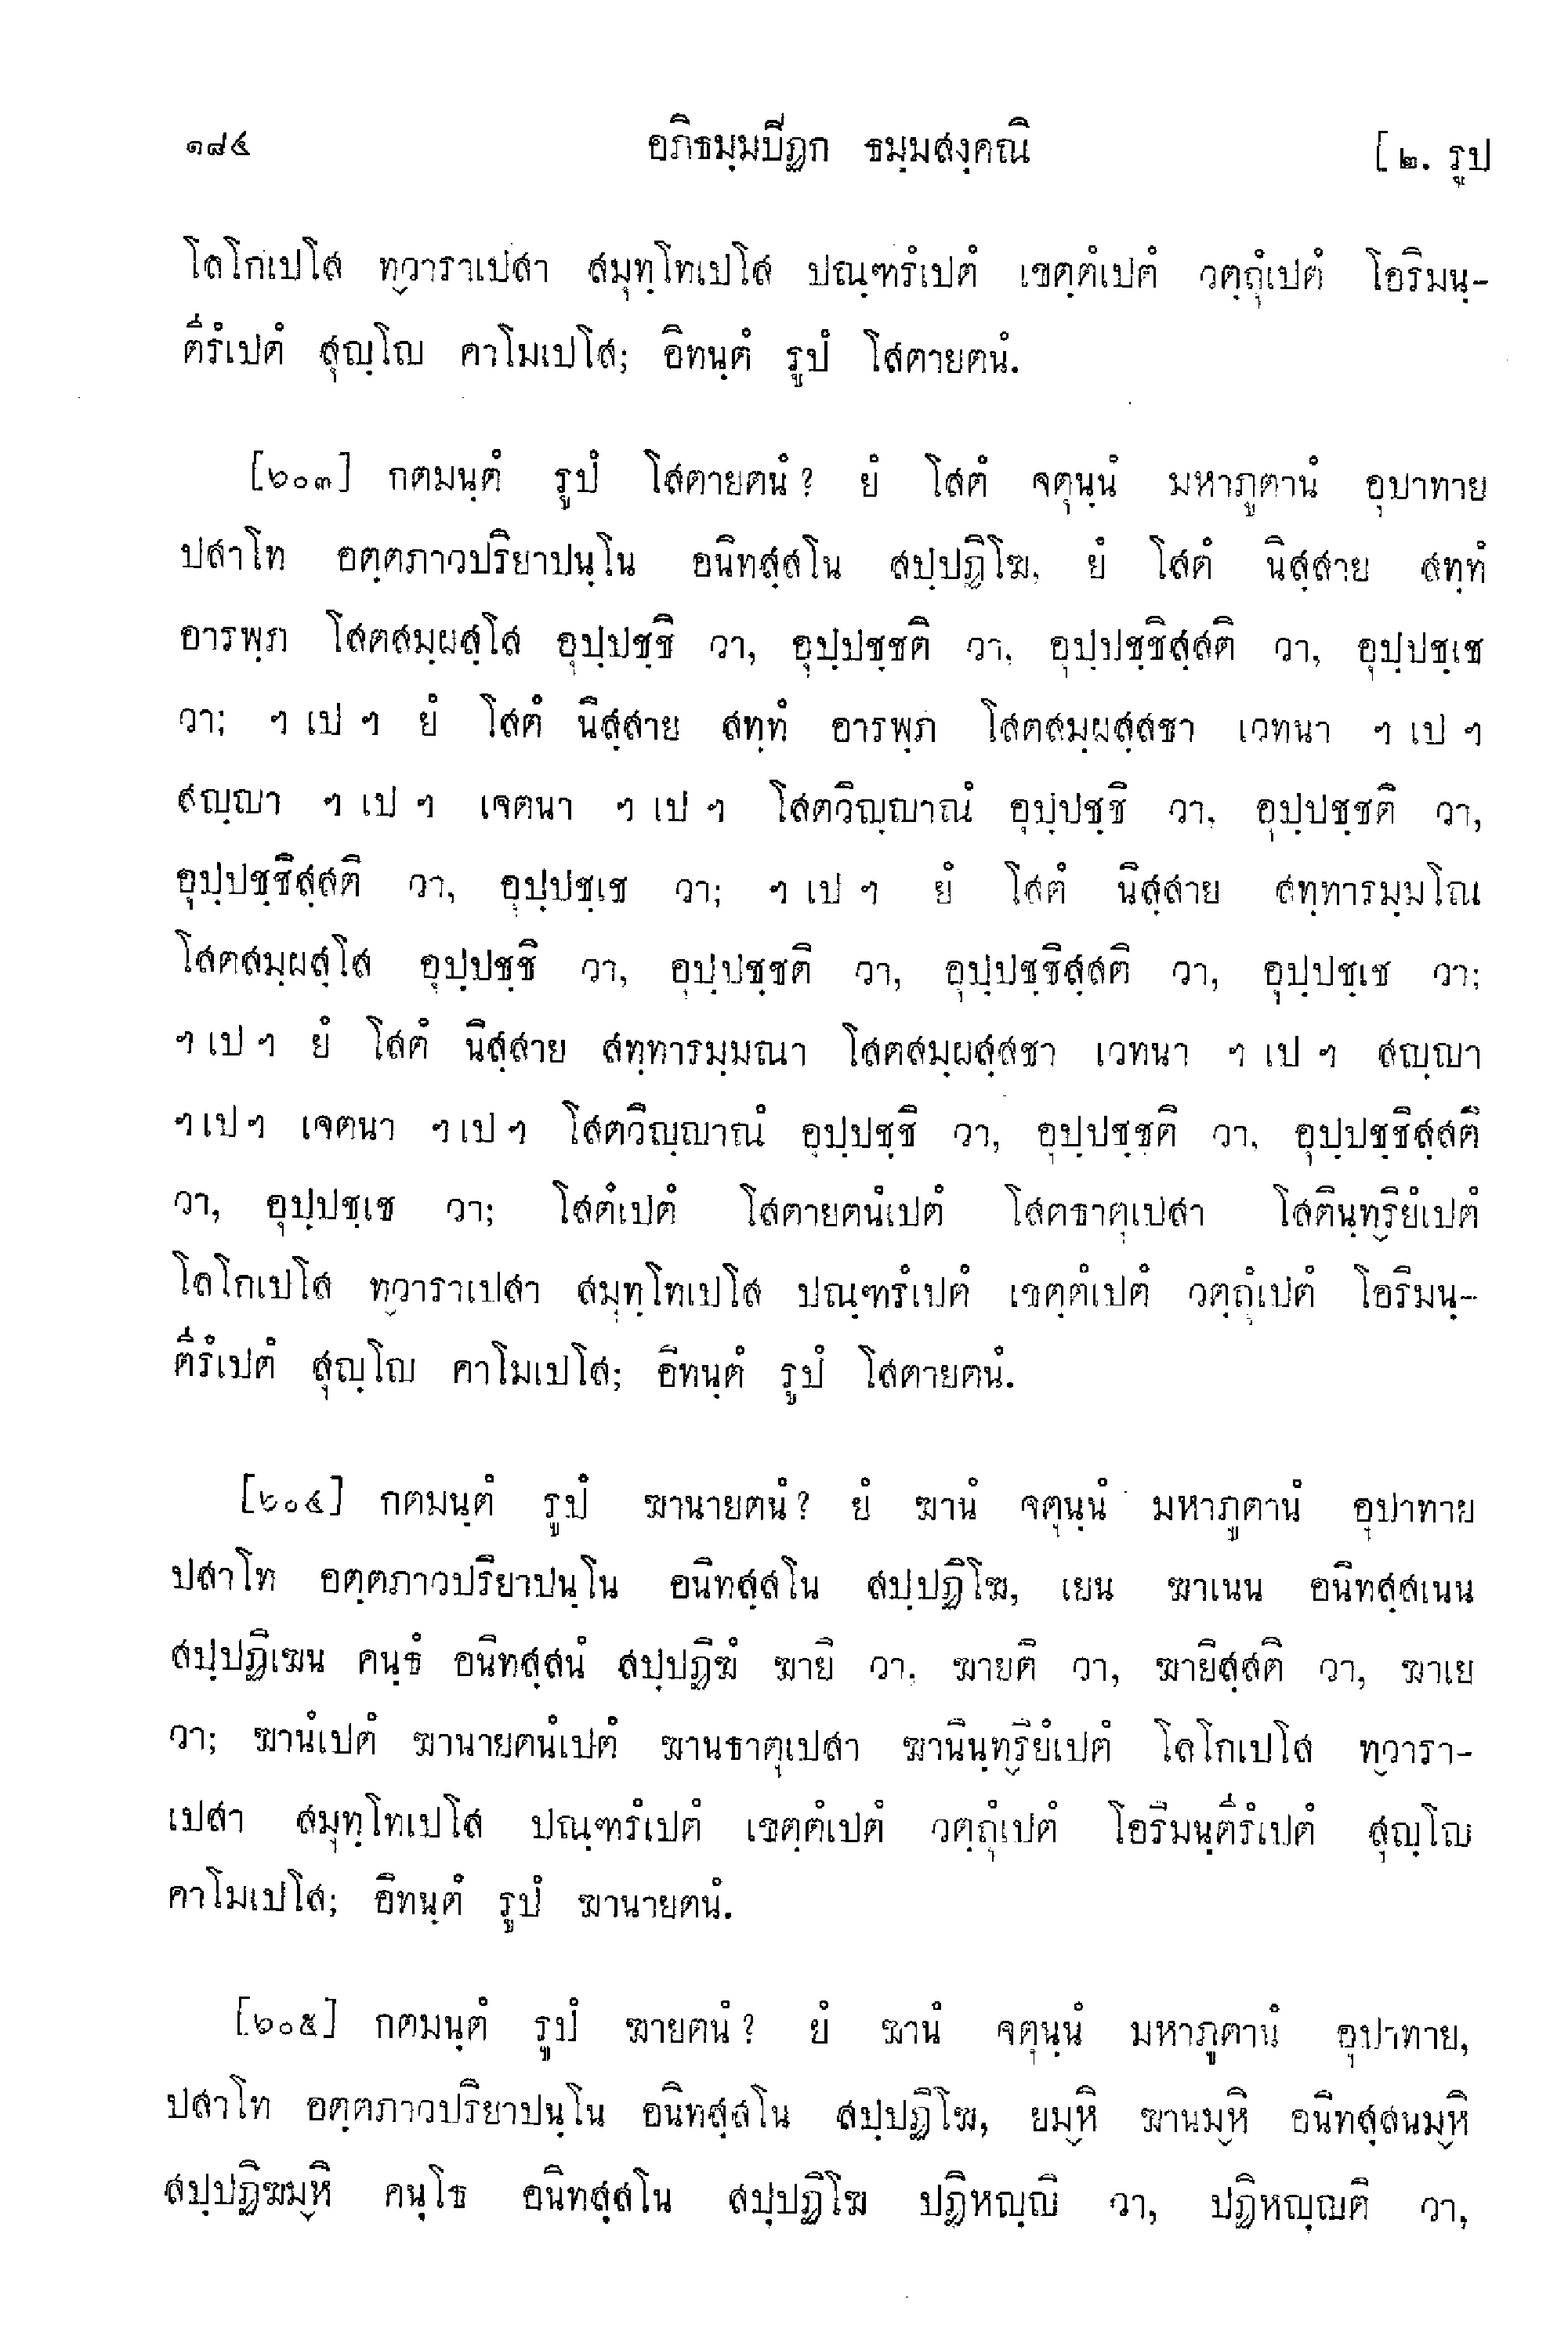 ๑๘๔ อภิธมฺมปีฏก ธมฺมสงฺคณิ [ ๒. รูป
โลโกเปโส ทฺวาราเปสา สมุทฺโทเปโส ปณฺฑรํเปตํ เขตฺตํเปตํ วตฺถุํเปตํ โอริมนฺ-
ตีรํเปตํ สุญฺโญ คาโมเปโส; อิทนฺตํ รูปํ โสตายตนํ.
[๖๐๓] กตมนฺตํ รูปํ โสตายตนํ? ยํ โสตํ จตุนฺนํ มหาภูตานํ อุปาทาย
ปสาโท อตฺตภาวปริยาปนฺโน อนิทสฺสโน สปฺปฏิโฆ, ยํ โสตํ นิสฺสาย สทฺทํ
อารพฺภ โสตสมฺผสฺโส อุปฺปชฺชิ วา, อุปฺปชฺชติ วา, อุปฺปชฺชิสฺสติ วา, อุปฺปชฺเช
วา; ฯ เป ฯ ยํ โสตํ นิสฺสาย สทฺทํ อารพฺภ โสตสมฺผสฺสชา เวทนา ฯ เป ฯ
สญฺญา ฯ เป ฯ เจตนา ฯ เป ฯ โสตวิญฺญาณํ อุปฺปชฺชิ วา, อุปฺปชฺชติ วา,
อุปฺปชฺชิสฺสติ วา, อุปฺปชฺเช วา; ฯ เป ฯ ยํ โสตํ นิสฺสาย สทฺทารมฺมโณ
โสตสมฺผสฺโส อุปฺปชฺชิ วา, อุปฺปชฺชติ วา, อุปฺปชฺชิสฺสติ วา, อุปฺปชฺเช วา;
ฯ เป ฯ ยํ โสตํ นิสฺสาย สทฺทารมฺมณา โสตสมฺผสฺสชา เวทนา ฯ เป ฯ สญฺญา
ฯ เป ฯ เจตนา ฯ เป ฯ โสตวิญฺญาณํ อุปฺปชฺชิ วา, อุปฺปชฺชติ วา, อุปฺปชฺชิสฺสติ
วา, อุปฺปชฺเช วา; โสตํเปตํ โสตายตนํเปตํ โสตธาตุเปสา โสตินฺทฺริยํเปตํ
โลโกเปโส ทฺวาราเปสา สมุทฺโทเปโส ปณฺฑรํเปตํ เขตฺตํเปตํ วตฺถุํเปตํ โอริมนฺ-
ตีรํเปตํ สุญฺโญ คาโมเปโส; อิทนฺตํ รูปํ โสตายตนํ.
[๖๐๔] กตมนฺตํ รูปํ ฆานายตนํ? ยํ ฆานํ จตุนฺนํ มหาภูตานํ อุปาทาย
ปสาโท อตฺตภาวปริยาปนฺโน อนิทสฺสโน สปฺปฏิโฆ, เยน ฆาเนน อนิทสฺสเนน
สปฺปฏิเฆน คนฺธํ อนิทสฺสนํ สปฺปฏิฆํ ฆายิ วา, ฆายติ วา, ฆายิสฺสติ วา, ฆาเย
วา; ฆานํเปตํ ฆานายตนํเปตํ ฆานธาตุเปสา ฆานินฺทฺริยํเปตํ โลโกเปโส ทฺวารา-
เปสา สมุทฺโทเปโส ปณฺฑรํเปตํ เขตฺตํเปตํ วตฺถุํเปตํ โอริมนฺตีรํเปตํ สุญฺโญ
คาโมเปโส; อิทนฺตํ รูปํ ฆานายตนํ.
[๖๐๕] กตมนฺตํ รูปํ ฆายตนํ? ยํ ฆานํ จตุนฺนํ มหาภูตานํ อุปาทาย,
ปสาโท อตฺตภาวปริยาปนฺโน อนิทสฺสโน สปฺปฏิโฆ, ยมฺหิ ฆานมฺหิ อนิทสฺสนมฺหิ
สปฺปฏิฆมฺหิ คนฺโธ อนิทสฺสโน สปฺปฏิโฆ ปฏิหญฺญิ วา, ปฏิหญฺญติ วา,